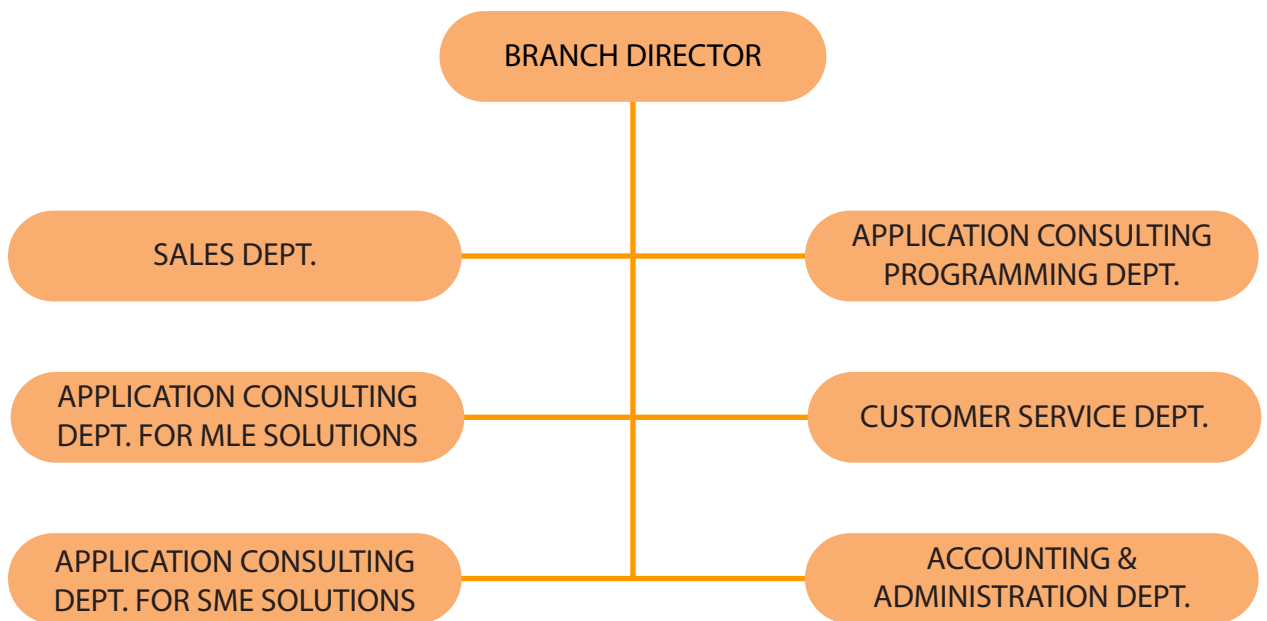 BRANCH DIRECTOR
SALES DEPT.
APPLICATION CONSULTING
PROGRAMMING DEPT.
APPLICATION CONSULTING
DEPT. FOR MLE SOLUTIONS
CUSTOMER SERVICE DEPT.
APPLICATION CONSULTING
DEPT. FOR SME SOLUTIONS
ACCOUNTING &
ADMINISTRATION DEPT.